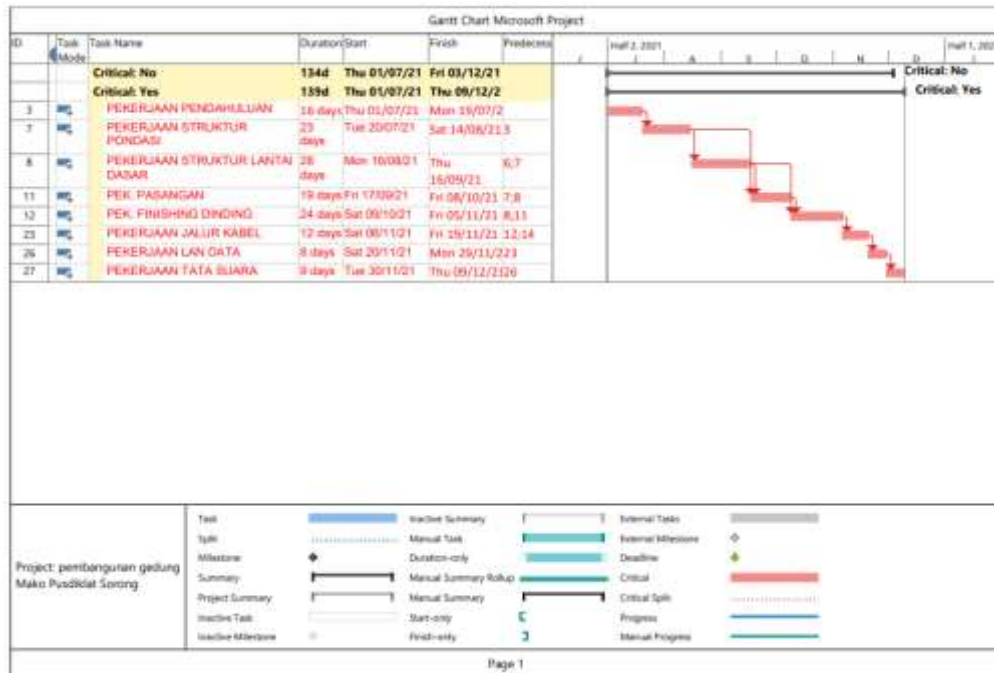 Gantt Chart Microsoft Project
ID Task Mode Task Name Duration Start Finish Predecess
Half 2, 2021
J J A S O N D
Critical: No 134d Thu 01/07/21 Fri 03/12/21 Critical: No
Critical: Yes 139d Thu 01/07/21 Thu 09/12/2 Critical: Yes
3 PEKERJAAN PENDAHULUAN 16 days Thu 01/07/21 Mon 19/07/2
7 PEKERJAAN STRUKTUR PONDASI 23 days Tue 20/07/21 Sat 14/08/21 3
8 PEKERJAAN STRUKTUR LANTAI DASAR 28 days Mon 16/08/21 Thu 16/09/21 6;7
11 PEK. PASANGAN 19 days Fri 17/09/21 Fri 08/10/21 7;8
12 PEK. FINISHING DINDING 24 days Sat 09/10/21 Fri 05/11/21 8,11
PEKERJAAN JALUR KABEL 12 days Sat 06/11/21 Fri 19/11/21 12;14
26 PEKERJAAN LAN DATA 8 days Sat 20/11/21 Mon 29/11/2 23
27 PEKERJAAN TATA SUARA 9 days Tue 30/11/21 Thu 09/12/2 26
Project: pembangunan gedung
Mako Pusdiklat Sorong
Task
Split
Milestone
Summary
Project Summary
Inactive Task
Inactive Milestone
Inactive Summary
Manual Task
Duration-only
Manual Summary Rollup
Manual Summary
Start-only
Finish-only
External Tasks
External Milestone
Deadline
Critical
Critical Split
Progress
Manual Progress
Page 1